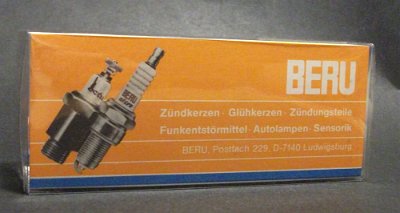 BERU
Zündkerzen · Glühkerzen · Zündungsteile
Funkentstörmittel · Autolampen · Sensorik
BERU, Postfach 229, D-7140 Ludwigsburg